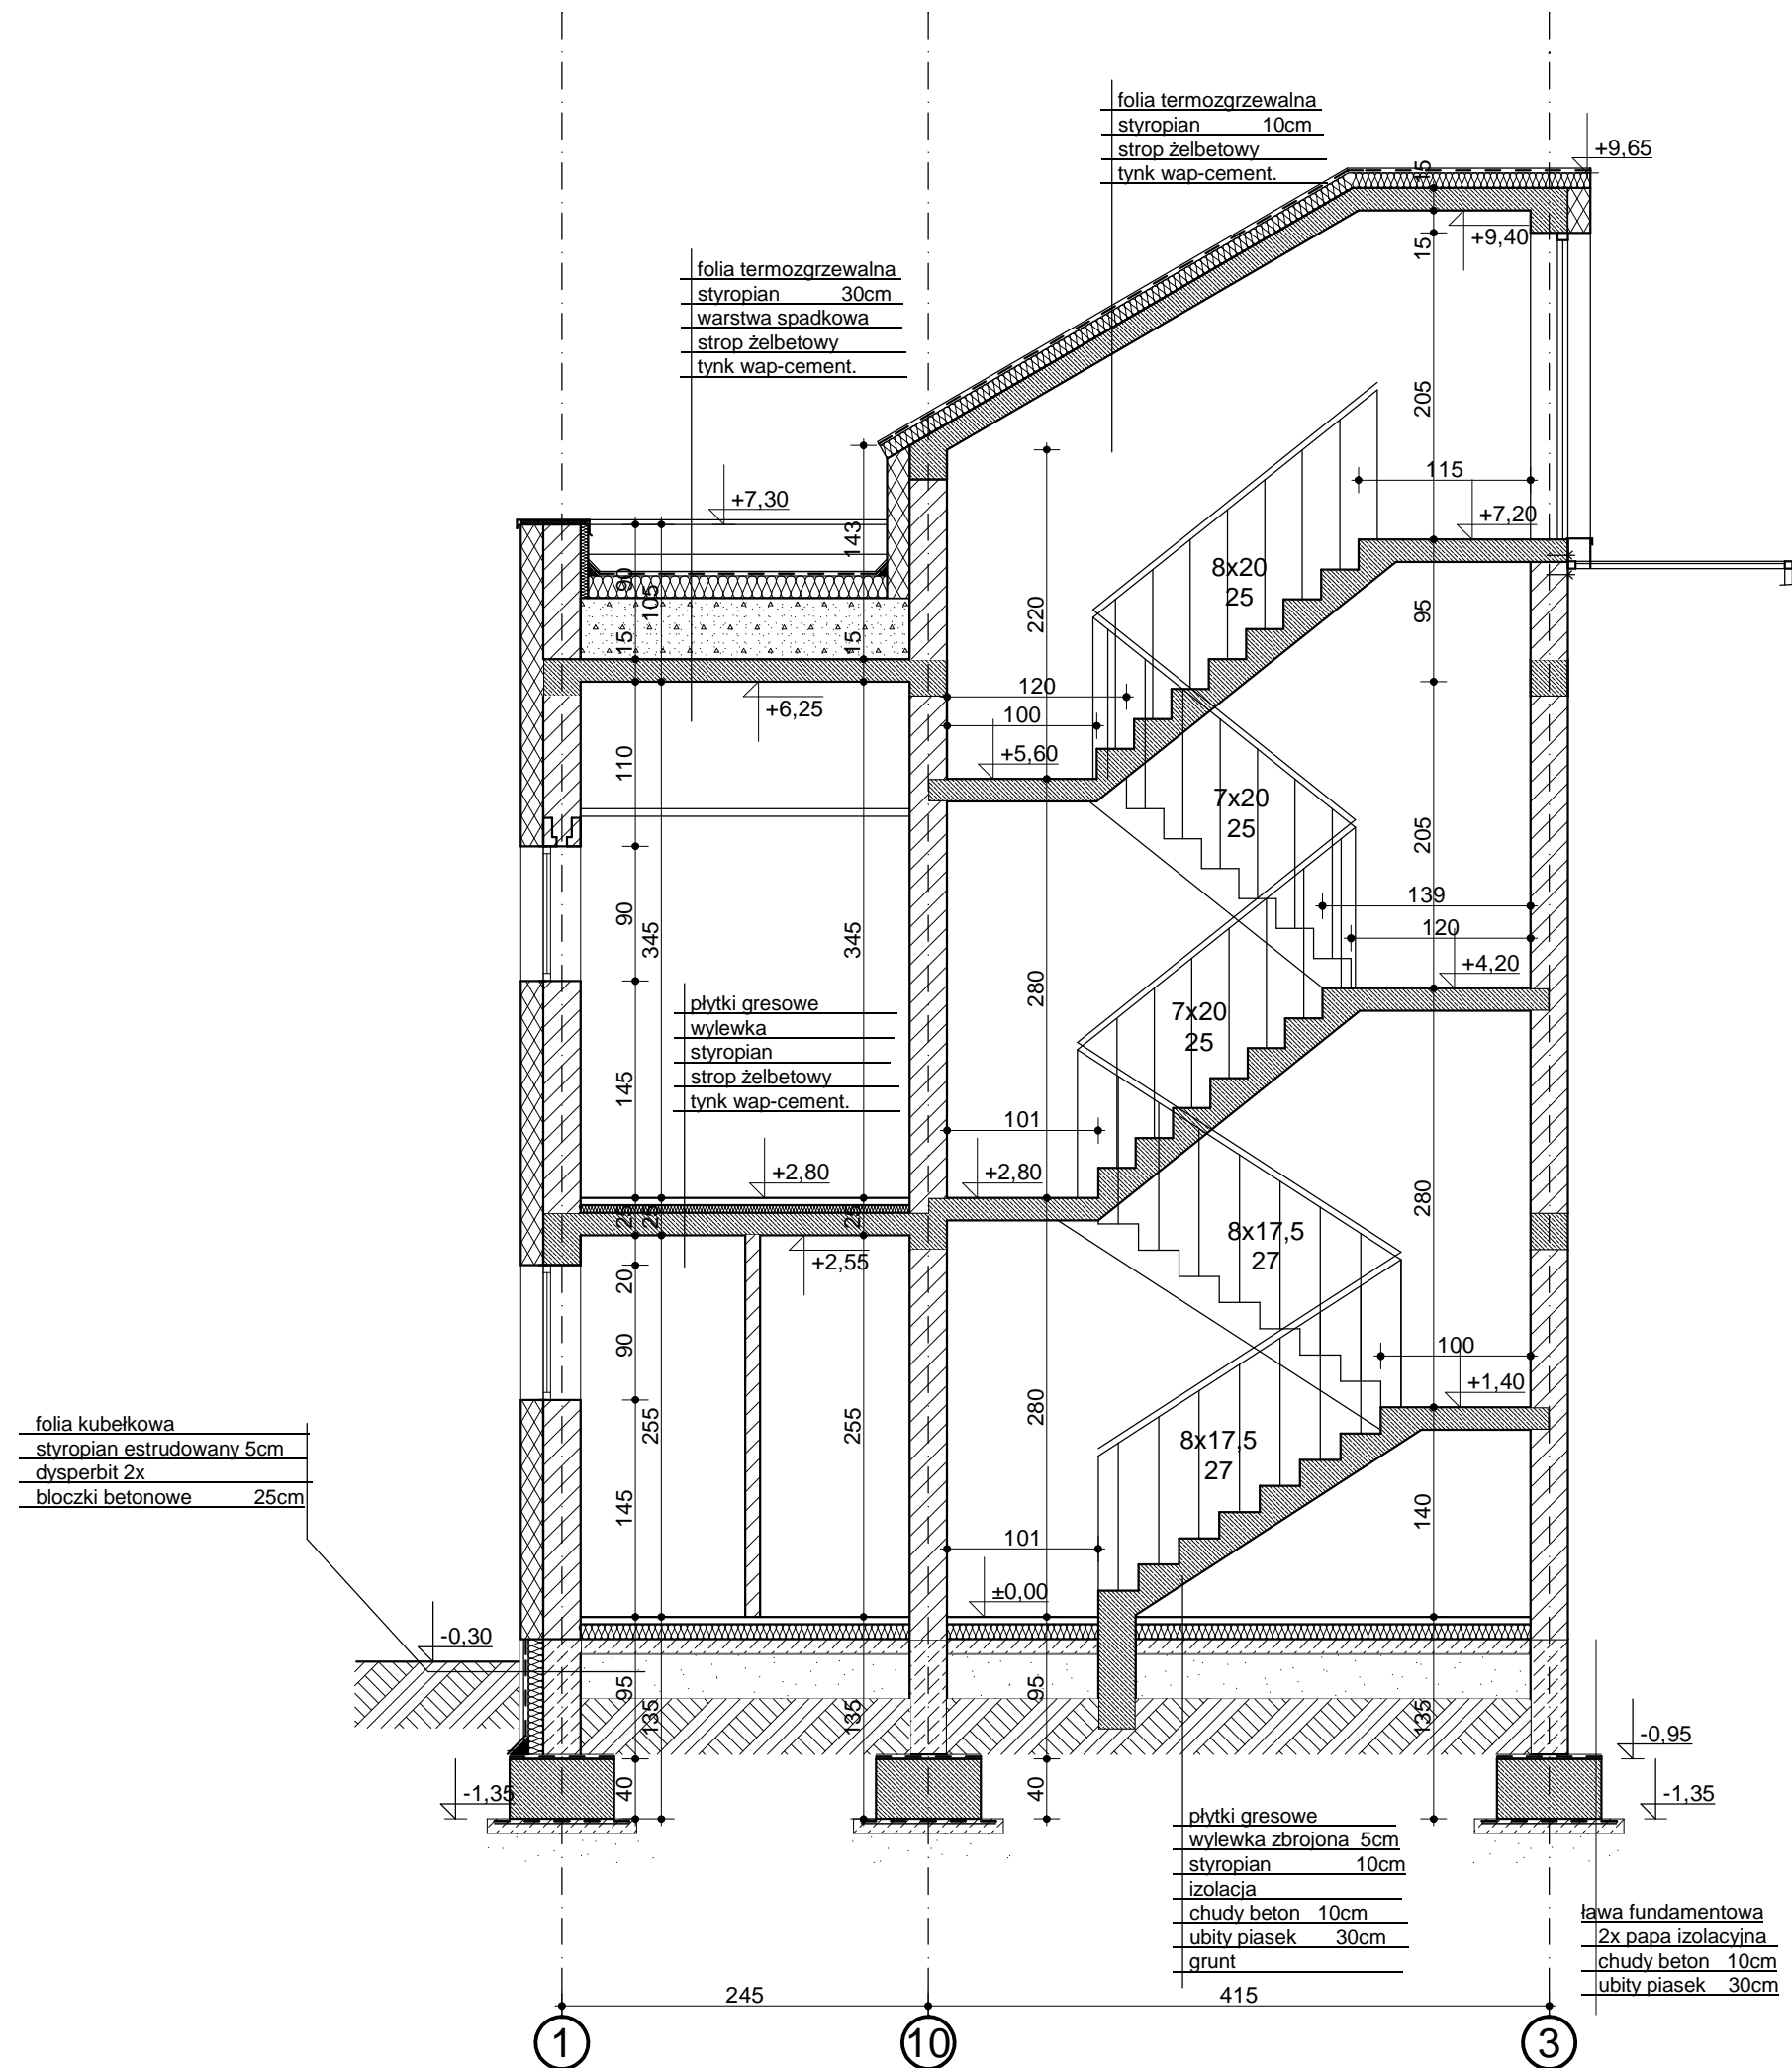 folia termozgrzewalna
styropian 10cm
strop żelbetowy
tynk wap-cement.
+9,65
15
+9,40
15
folia termozgrzewalna
styropian 30cm
warstwa spadkowa
strop żelbetowy
tynk wap-cement.
205
115
+7,30
+7,20
143
8x20
25
90
105
220
95
15
15
120
+6,25
100
+5,60
110
7x20
25
205
139
90
345
345
120
+4,20
280
płytki gresowe
wylewka
styropian
strop żelbetowy
tynk wap-cement.
7x20
25
145
101
+2,80
+2,80
280
25
25
25
8x17,5
27
+2,55
20
90
100
+1,40
255
255
280
folia kubełkowa
styropian estrudowany 5cm
dysperbit 2x
bloczki betonowe 25cm
8x17,5
27
145
140
101
±0,00
-0,30
95
135
135
95
135
-0,95
40
40
-1,35
-1,35
płytki gresowe
wylewka zbrojona 5cm
styropian 10cm
izolacja
chudy beton 10cm
ubity piasek 30cm
grunt
ława fundamentowa
2x papa izolacyjna
chudy beton 10cm
ubity piasek 30cm
245
415
1
10
3